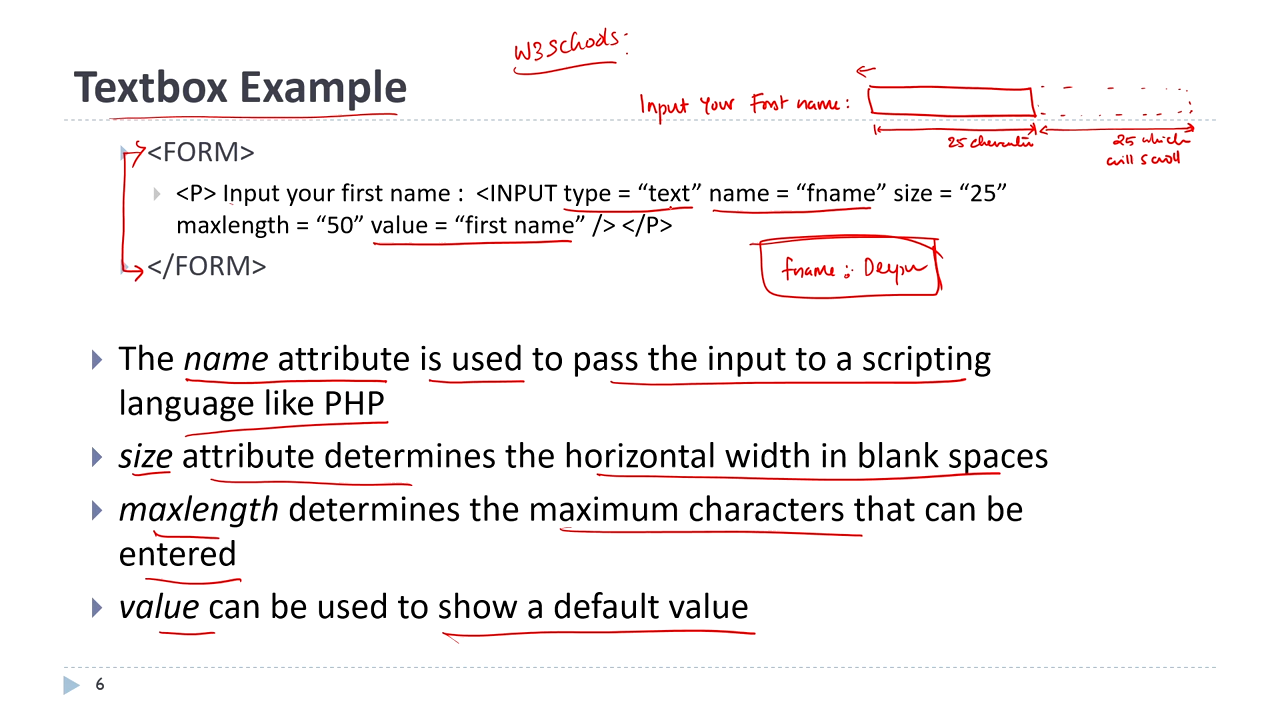 W3Schools:
Textbox Example
Input Your First name :
25 character
25 which
will scroll
<FORM>
<P> Input your first name :  <INPUT type = “text” name = “fname” size = “25”
maxlength = “50” value = “first name” /> </P>
</FORM>
fname :
The name attribute is used to pass the input to a scripting
language like PHP
size attribute determines the horizontal width in blank spaces
maxlength determines the maximum characters that can be
entered
value can be used to show a default value
6